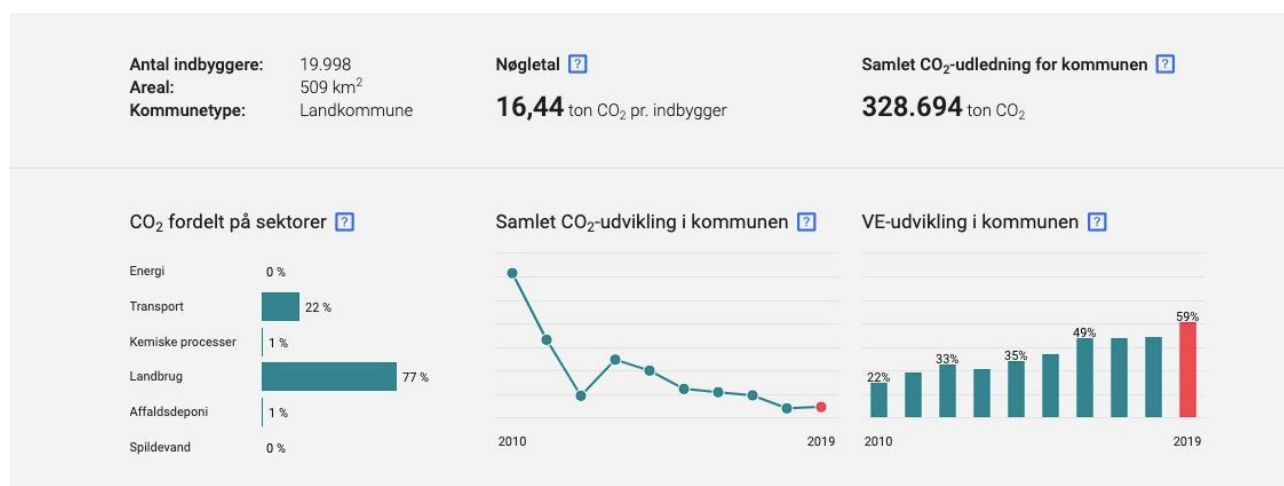 Antal indbyggere: 19.998
Areal: 509 km²
Kommunetype: Landkommune
Nøgletal ?
16,44 ton CO₂ pr. indbygger
Samlet CO₂-udledning for kommunen ?
328.694 ton CO₂
CO₂ fordelt på sektorer ?
Energi 0 %
Transport 22 %
Kemiske processer 1 %
Landbrug 77 %
Affaldsdeponi 1 %
Spildevand 0 %
Samlet CO₂-udvikling i kommunen ?
2010 2019
VE-udvikling i kommunen ?
22% 33% 35% 49% 59%
2010 2019